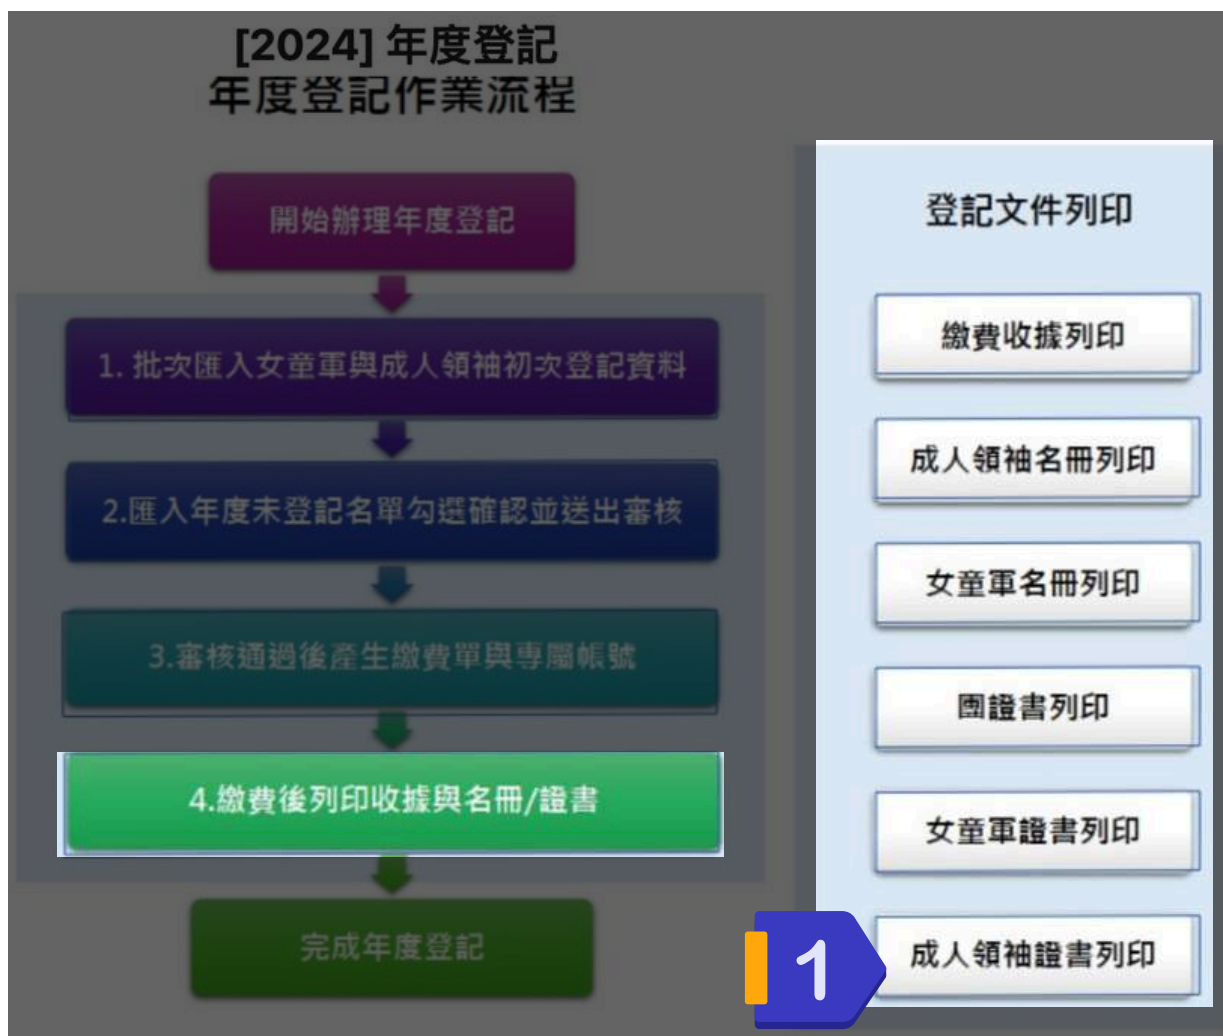 [2024] 年度登記
年度登記作業流程
開始辦理年度登記
1. 批次匯入女童軍與成人領袖初次登記資料
2.匯入年度未登記名單勾選確認並送出審核
3.審核通過後產生繳費單與專屬帳號
4.繳費後列印收據與名冊/證書
完成年度登記
登記文件列印
繳費收據列印
成人領袖名冊列印
女童軍名冊列印
團證書列印
女童軍證書列印
1
成人領袖證書列印